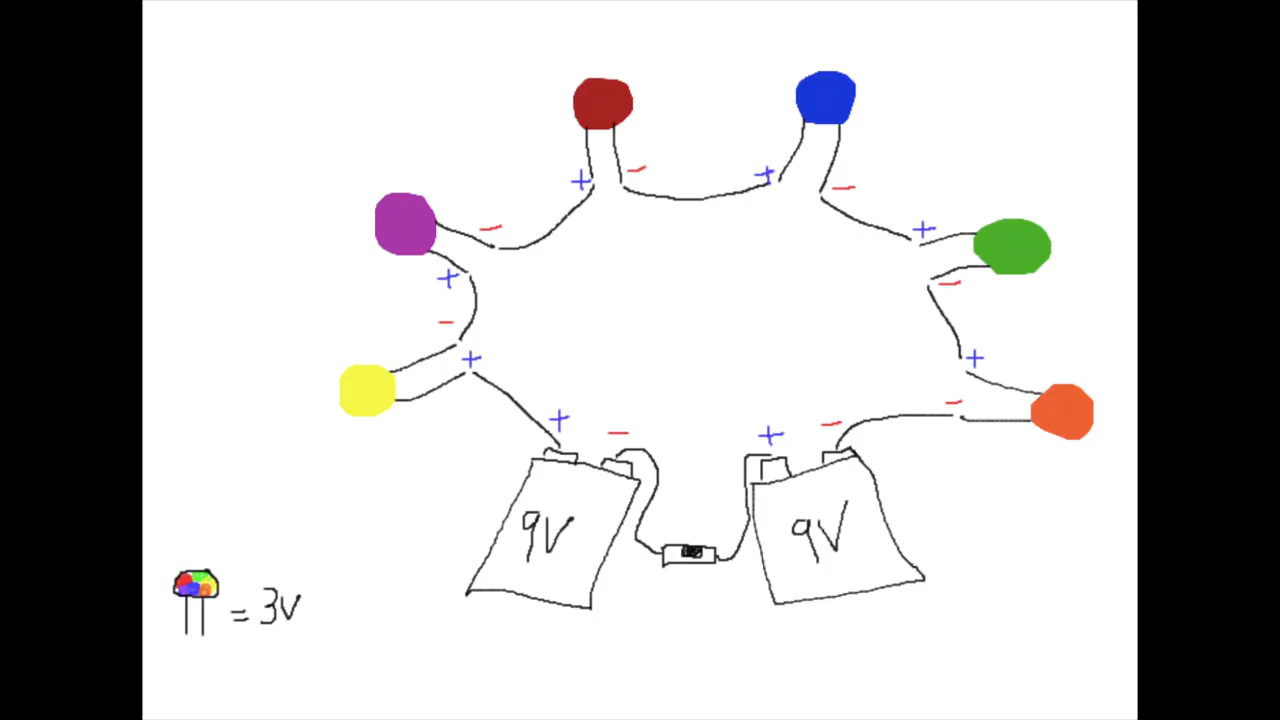 + -
+ -
- +
+ -
+ -
- +
+ -
+ - + -
9V 9V
= 3V